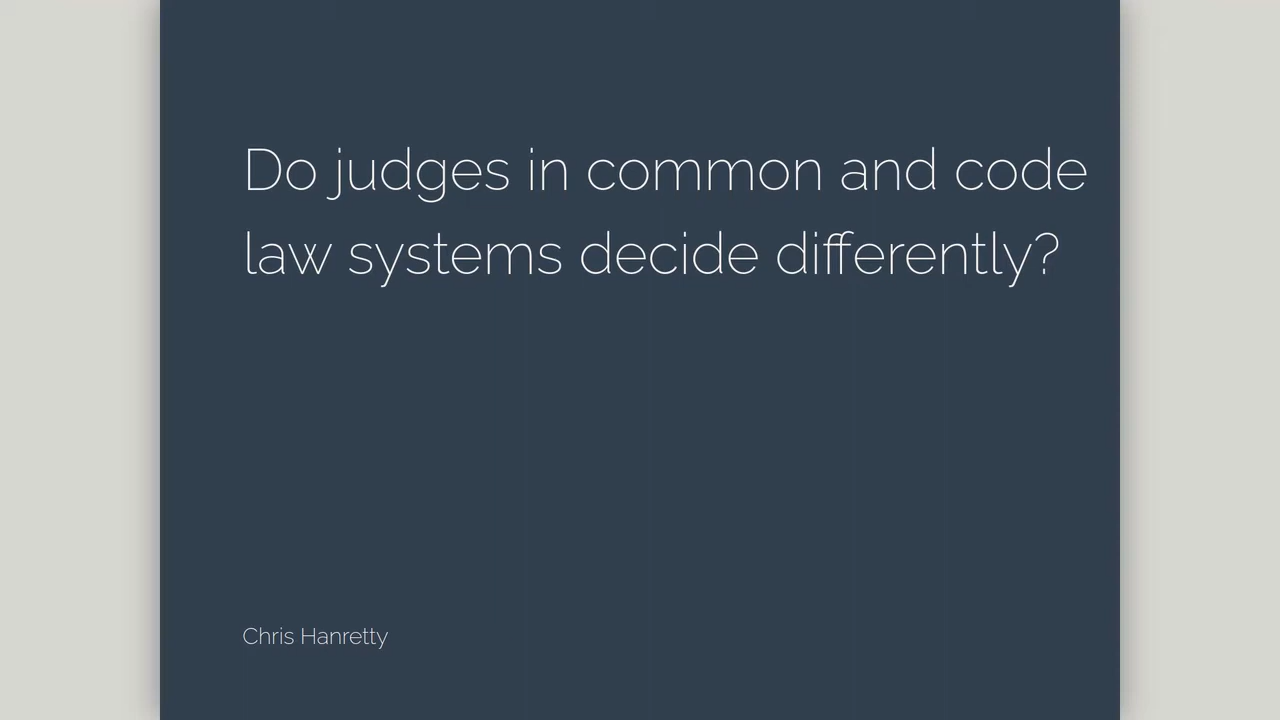 Do judges in common and code
law systems decide differently?
Chris Hanretty